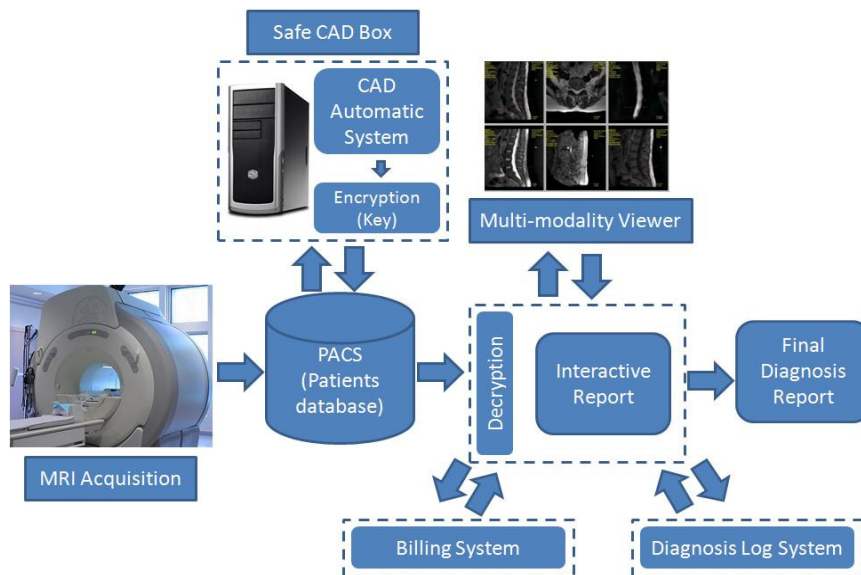 Safe CAD Box
CAD
Automatic
System
Encryption
(Key)
Multi-modality Viewer
MRI Acquisition
PACS
(Patients
database)
Decryption
Interactive
Report
Final
Diagnosis
Report
Billing System
Diagnosis Log System